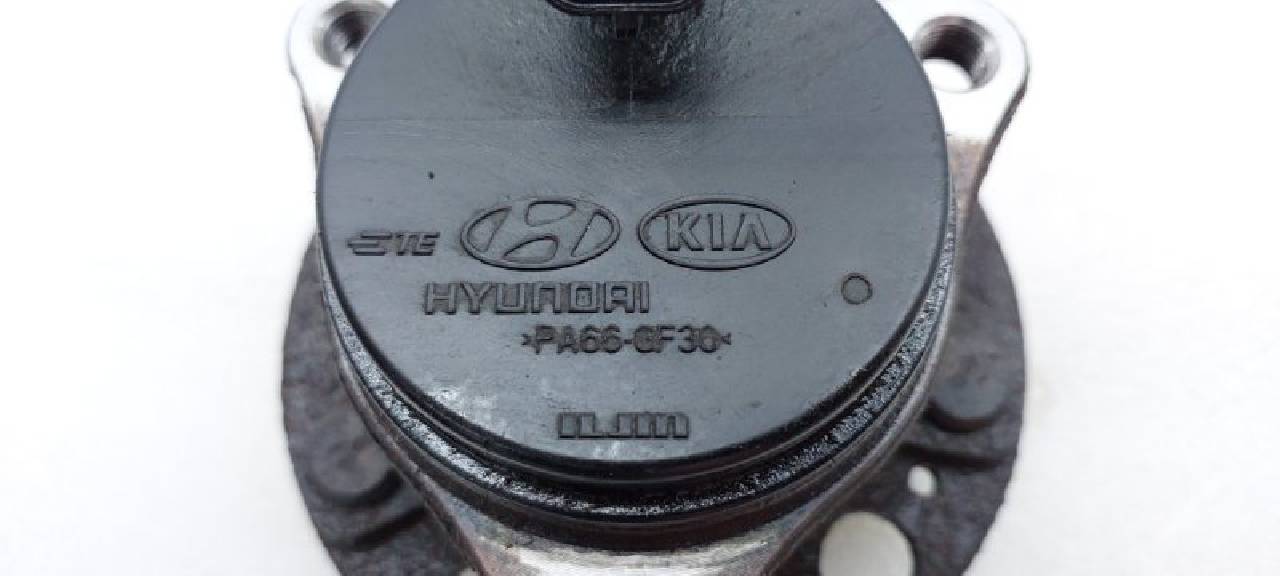 TE KIA
HYUNDAI
>PA66-GF30<
ILJIN